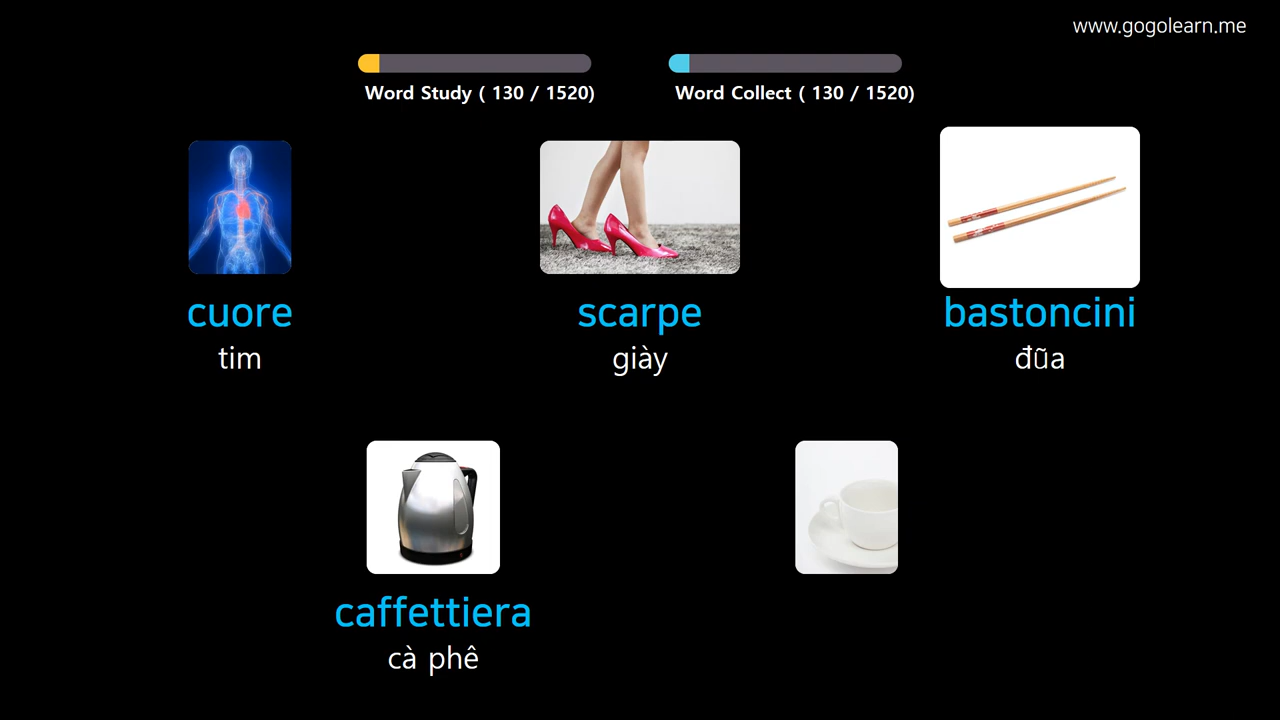 www.gogolearn.me
Word Study ( 130 / 1520)
Word Collect ( 130 / 1520)
cuore
tim
scarpe
giày
bastoncini
đũa
caffettiera
cà phê